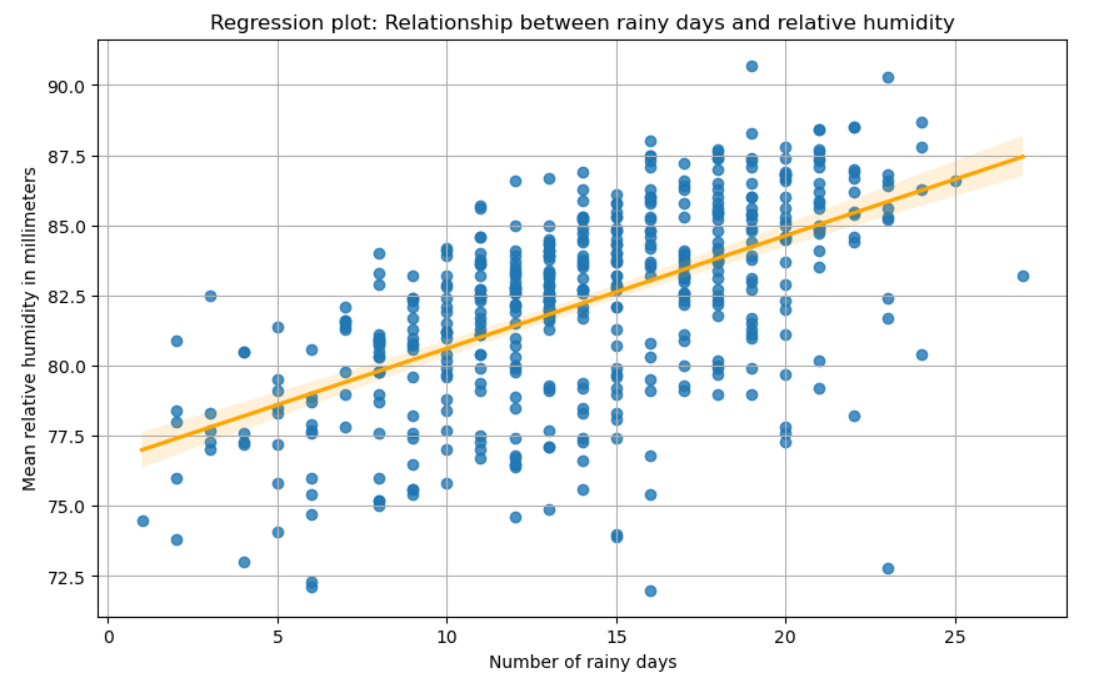 Regression plot: Relationship between rainy days and relative humidity
Mean relative humidity in millimeters
90.0
87.5
85.0
82.5
80.0
77.5
75.0
72.5
0 5 10 15 20 25
Number of rainy days